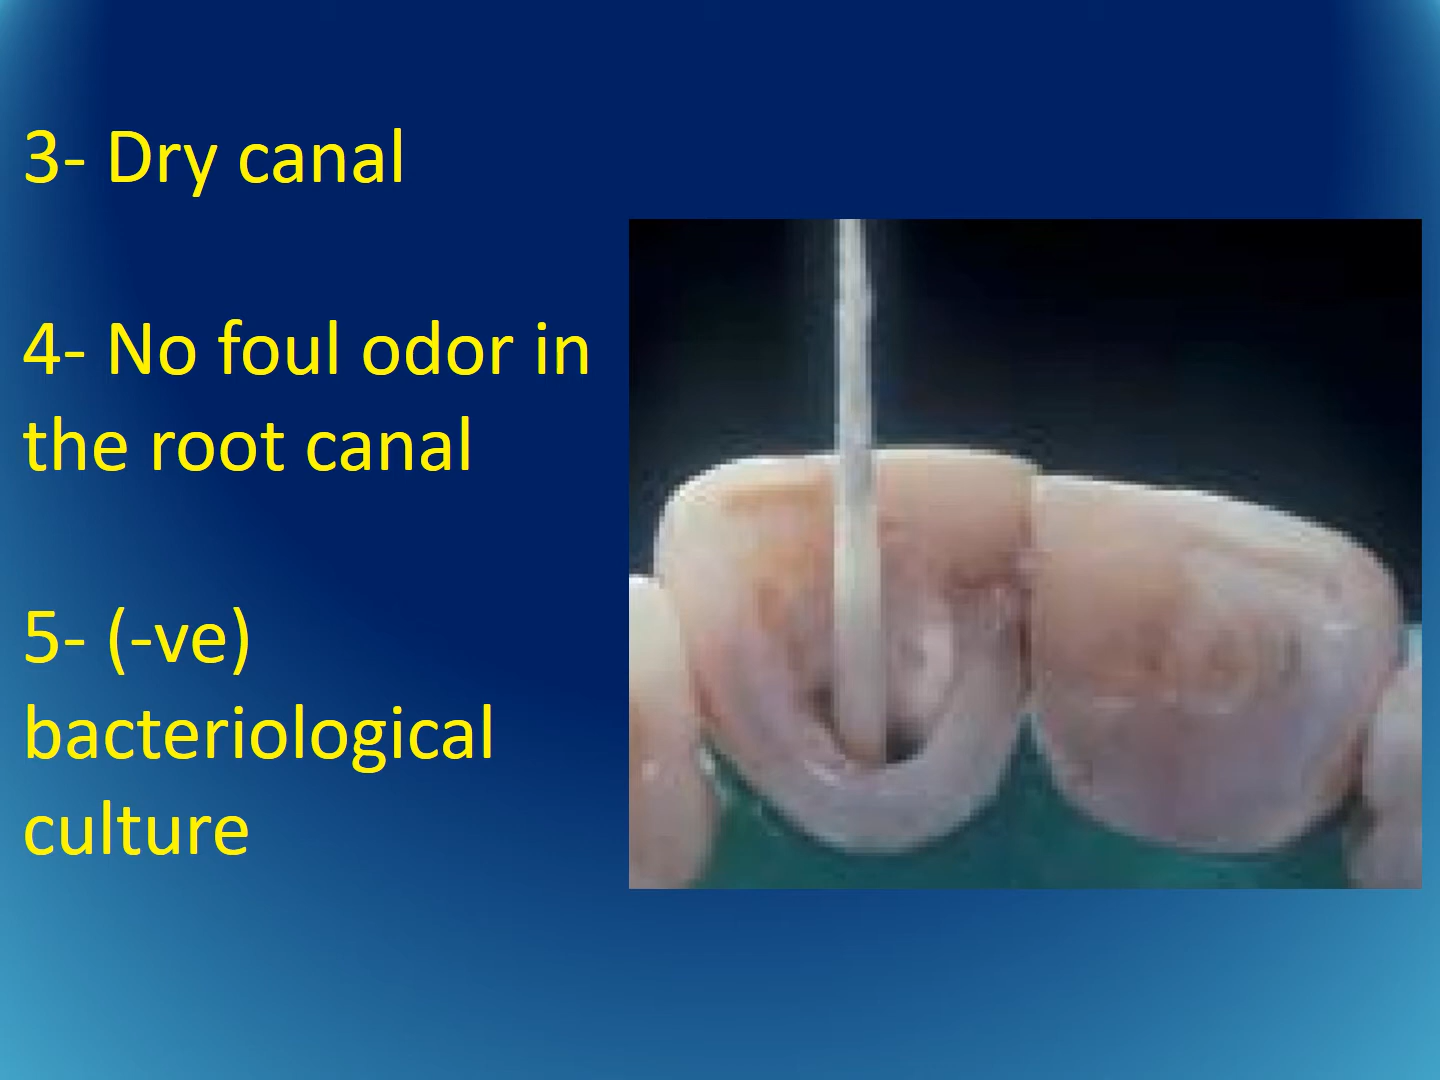 3- Dry canal
4- No foul odor in
the root canal
5- (-ve)
bacteriological
culture